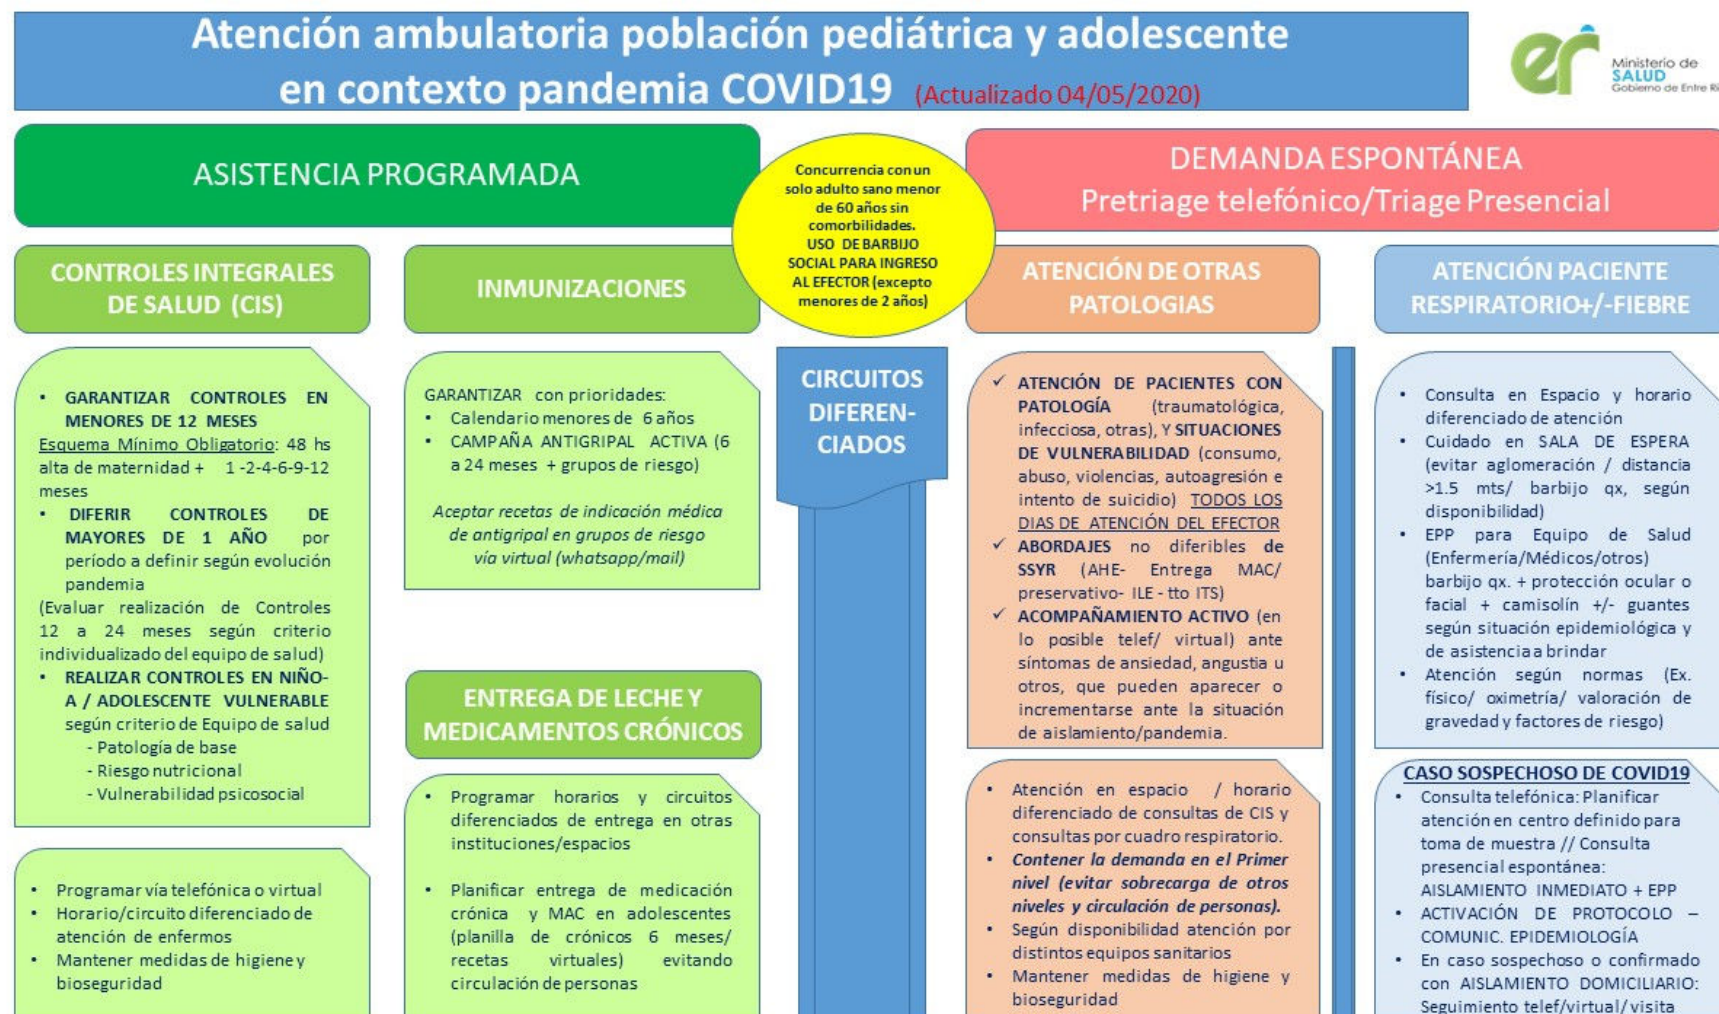 Atención ambulatoria población pediátrica y adolescente
en contexto pandemia COVID19 (Actualizado 04/05/2020)
Ministerio de
SALUD
Gobierno de Entre
ASISTENCIA PROGRAMADA
Concurrencia con un
solo adulto sano menor
de 60 años sin
comorbilidades.
USO DE BARBIJO
SOCIAL PARA INGRESO
AL EFECTOR (excepto
menores de 2 años)
DEMANDA ESPONTÁNEA
Pretriage telefónico/Triage Presencial
CONTROLES INTEGRALES
DE SALUD (CIS)
• GARANTIZAR CONTROLES EN
MENORES DE 12 MESES
Esquema Mínimo Obligatorio: 48 hs
alta de maternidad + 1 -2-4-6-9-12
meses
• DIFERIR CONTROLES DE
MAYORES DE 1 AÑO por
período a definir según evolución
pandemia
(Evaluar realización de Controles
12 a 24 meses según criterio
individualizado del equipo de salud)
• REALIZAR CONTROLES EN NIÑO-
A / ADOLESCENTE VULNERABLE
según criterio de Equipo de salud
- Patología de base
- Riesgo nutricional
- Vulnerabilidad psicosocial
• Programar vía telefónica o virtual
• Horario/circuito diferenciado de
atención de enfermos
• Mantener medidas de higiene y
bioseguridad
INMUNIZACIONES
GARANTIZAR con prioridades:
• Calendario menores de 6 años
• CAMPAÑA ANTIGRIPAL ACTIVA (6
a 24 meses + grupos de riesgo)
Aceptar recetas de indicación médica
de antigripal en grupos de riesgo
vía virtual (whatsapp/mail)
ENTREGA DE LECHE Y
MEDICAMENTOS CRÓNICOS
• Programar horarios y circuitos
diferenciados de entrega en otras
instituciones/espacios
• Planificar entrega de medicación
crónica y MAC en adolescentes
(planilla de crónicos 6 meses/
recetas virtuales) evitando
circulación de personas
CIRCUITOS
DIFEREN-
CIADOS
ATENCIÓN DE OTRAS
PATOLOGIAS
✓ ATENCIÓN DE PACIENTES CON
PATOLOGÍA (traumatológica,
infecciosa, otras), Y SITUACIONES
DE VULNERABILIDAD (consumo,
abuso, violencias, autoagresión e
intento de suicidio) TODOS LOS
DIAS DE ATENCIÓN DEL EFECTOR
✓ ABORDAJES no diferibles de
SSYR (AHE- Entrega MAC/
preservativo- ILE - tto ITS)
✓ ACOMPAÑAMIENTO ACTIVO (en
lo posible telef/ virtual) ante
síntomas de ansiedad, angustia u
otros, que pueden aparecer o
incrementarse ante la situación
de aislamiento/pandemia.
• Atención en espacio / horario
diferenciado de consultas de CIS y
consultas por cuadro respiratorio.
• Contener la demanda en el Primer
nivel (evitar sobrecarga de otros
niveles y circulación de personas).
• Según disponibilidad atención por
distintos equipos sanitarios
• Mantener medidas de higiene y
bioseguridad
ATENCIÓN PACIENTE
RESPIRATORIO+/-FIEBRE
• Consulta en Espacio y horario
diferenciado de atención
• Cuidado en SALA DE ESPERA
(evitar aglomeración / distancia
>1.5 mts/ barbijo qx, según
disponibilidad)
• EPP para Equipo de Salud
(Enfermería/Médicos/otros)
barbijo qx. + protección ocular o
facial + camisolín +/- guantes
según situación epidemiológica y
de asistencia a brindar
• Atención según normas (Ex.
físico/ oximetría/ valoración de
gravedad y factores de riesgo)
CASO SOSPECHOSO DE COVID19
• Consulta telefónica: Planificar
atención en centro definido para
toma de muestra // Consulta
presencial espontánea:
AISLAMIENTO INMEDIATO + EPP
• ACTIVACIÓN DE PROTOCOLO –
COMUNIC. EPIDEMIOLOGÍA
• En caso sospechoso o confirmado
con AISLAMIENTO DOMICILIARIO:
Seguimiento telef/virtual/ visita